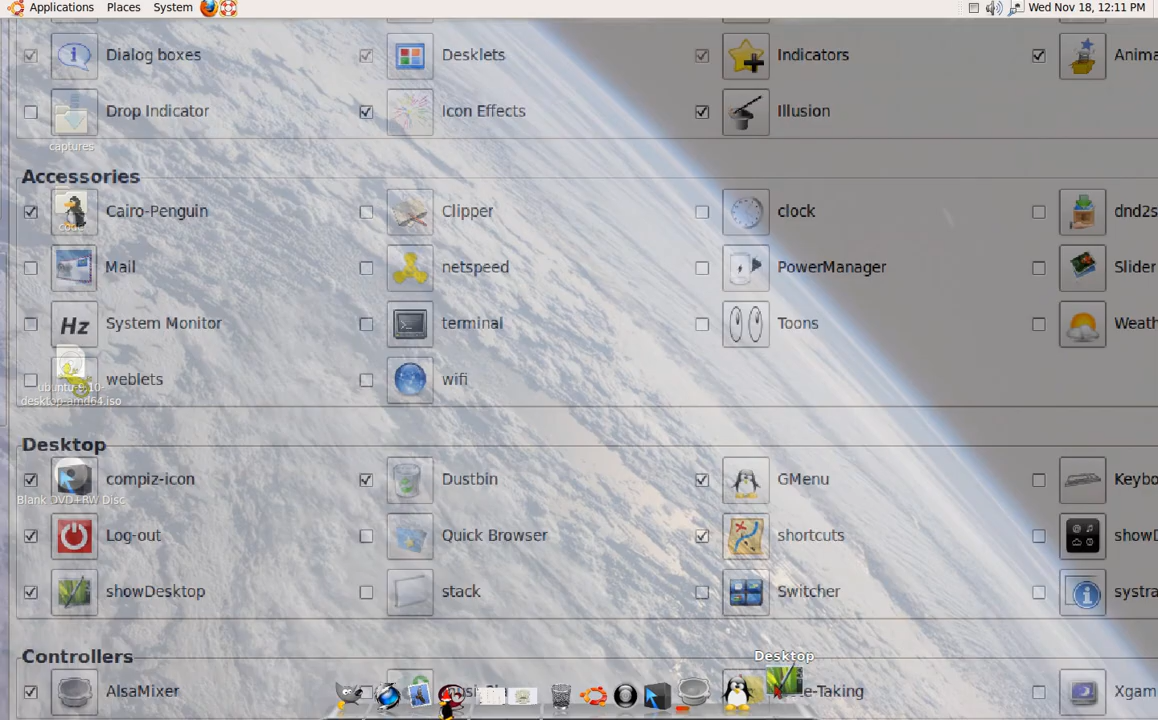 Applications Places System Wed Nov 18, 12:11 PM
Dialog boxes Desklets Indicators Anima
Drop Indicator Icon Effects Illusion
captures
Accessories
Cairo-Penguin Clipper clock dnd2s
Mail netspeed PowerManager Slider
Hz System Monitor terminal Toons Weath
weblets wifi
ubuntu-9.10-
desktop-amd64.iso
Desktop
compiz-icon Dustbin GMenu Keybo
Blank DVD+RW Disc
Log-out Quick Browser shortcuts showD
showDesktop stack Switcher systra
Controllers Desktop
AlsaMixer -Taking Xgam